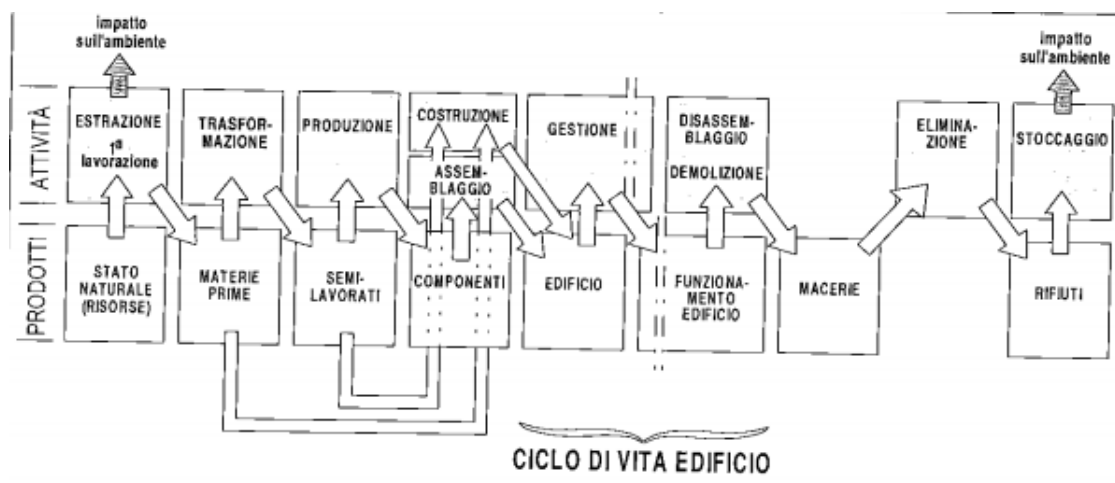 impatto
sull'ambiente
impatto
sull'ambiente
ATTIVITÀ
ESTRAZIONE
1ª
lavorazione
TRASFOR-
MAZIONE
PRODUZIONE
COSTRUZIONE
ASSEM-
BLAGGIO
GESTIONE
DISASSEM-
BLAGGIO
DEMOLIZIONE
ELIMINA-
ZIONE
STOCCAGGIO
PRODOTTI
STATO
NATURALE
(RISORSE)
MATERIE
PRIME
SEMI-
LAVORATI
COMPONENTI
EDIFICIO
FUNZIONA-
MENTO
EDIFICIO
MACERIE
RIFIUTI
CICLO DI VITA EDIFICIO